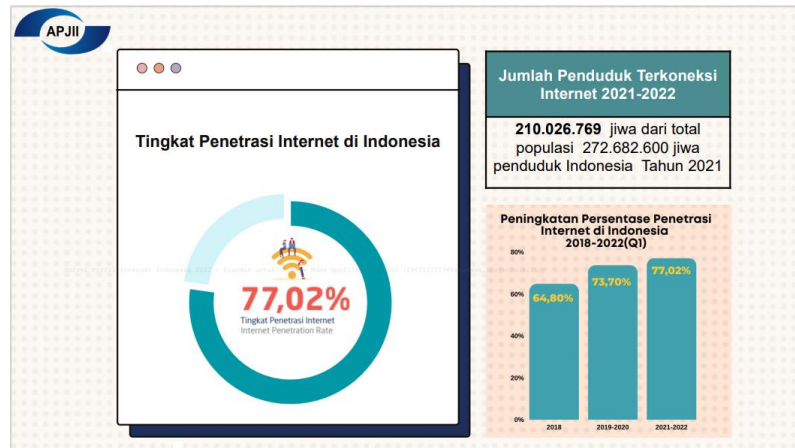 APJII
Tingkat Penetrasi Internet di Indonesia
77,02%
Tingkat Penetrasi Internet
Internet Penetration Rate
Jumlah Penduduk Terkoneksi
Internet 2021-2022
210.026.769 jiwa dari total
populasi 272.682.600 jiwa
penduduk Indonesia Tahun 2021
Peningkatan Persentase Penetrasi
Internet di Indonesia
2018-2022(Q1)
80%
60%
40%
20%
0%
64,80%
73,70%
77,02%
2018
2019-2020
2021-2022